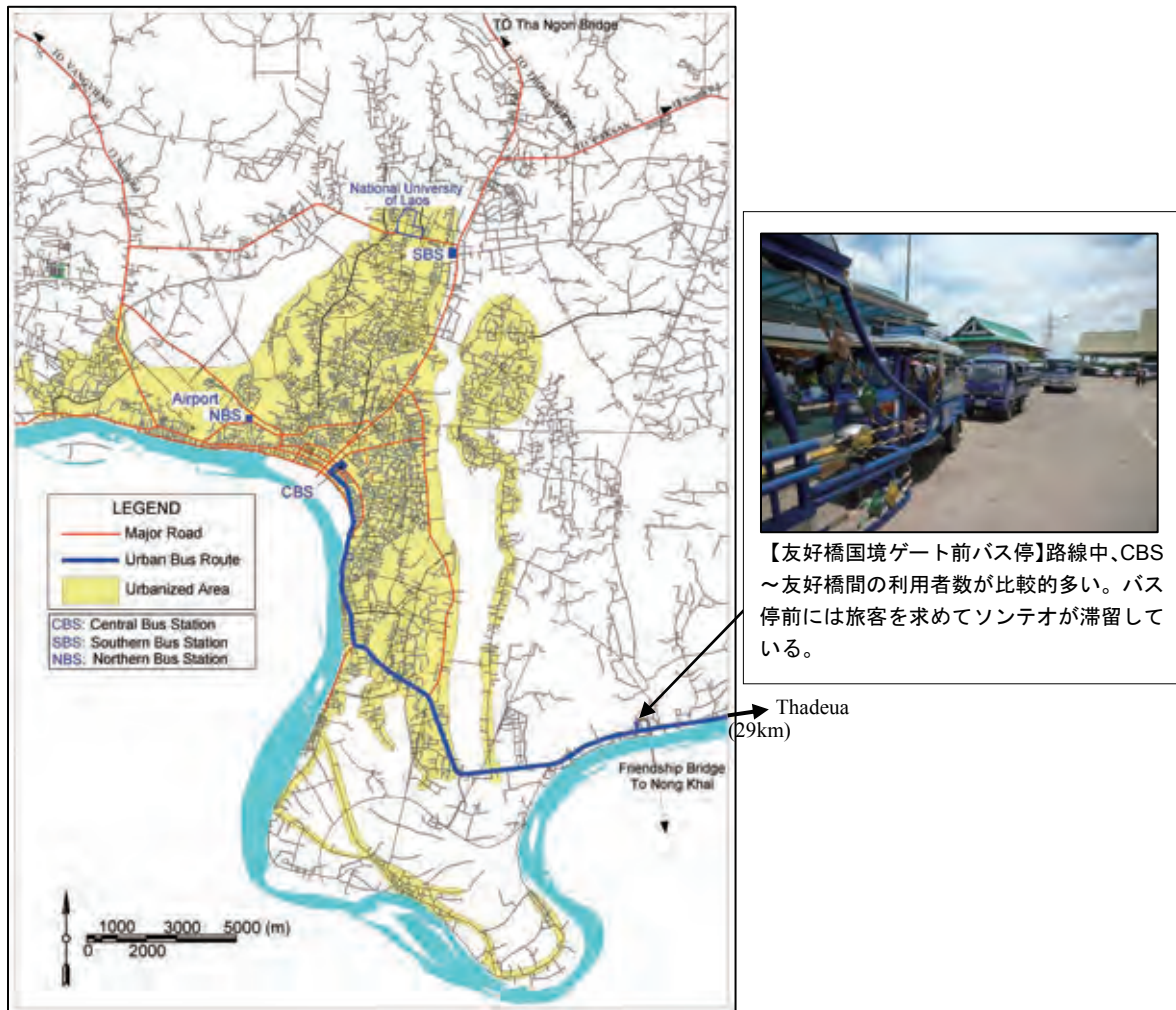 TO Tha Ngon Bridge
TO VANGVIENG
National University
of Laos
SBS
Airport
NBS
CBS
LEGEND
Major Road
Urban Bus Route
Urbanized Area
CBS: Central Bus Station
SBS: Southern Bus Station
NBS: Northern Bus Station
【友好橋国境ゲート前バス停】路線中、CBS
～友好橋間の利用者数が比較的多い。バス
停前には旅客を求めてソンテオが滞留して
いる。
Thadeua
(29km)
Friendship Bridge
To Nong Khai
1000 3000 5000 (m)
0 2000